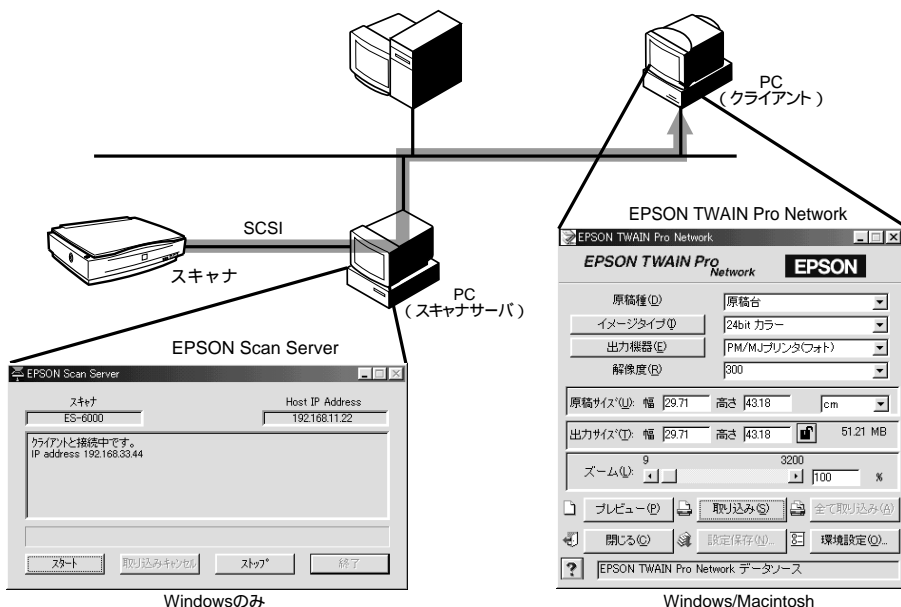 PC
(クライアント)
SCSI
スキャナ
PC
(スキャナサーバ)
EPSON Scan Server
EPSON Scan Server
スキャナ
Host IP Address
ES-6000
192.168.11.22
クライアントと接続中です。
IP address 192.168.33.44
スタート
取り込みキャンセル
ストップ
終了
Windowsのみ
EPSON TWAIN Pro Network
EPSON TWAIN Pro Network
EPSON TWAIN Pro Network
EPSON
原稿種(D)
原稿台
イメージタイプ(I)
24bit カラー
出力機器(E)
PM/MJプリンタ(フォト)
解像度(R)
300
原稿サイズ(U): 幅 29.71 高さ 43.18 cm
出力サイズ(T): 幅 29.71 高さ 43.18 51.21 MB
9 3200
ズーム(L): 100 %
プレビュー(P) 取り込み(S) 全て取り込み(A)
閉じる(C) 設定保存(N)... 環境設定(O)...
? EPSON TWAIN Pro Network データソース
Windows/Macintosh